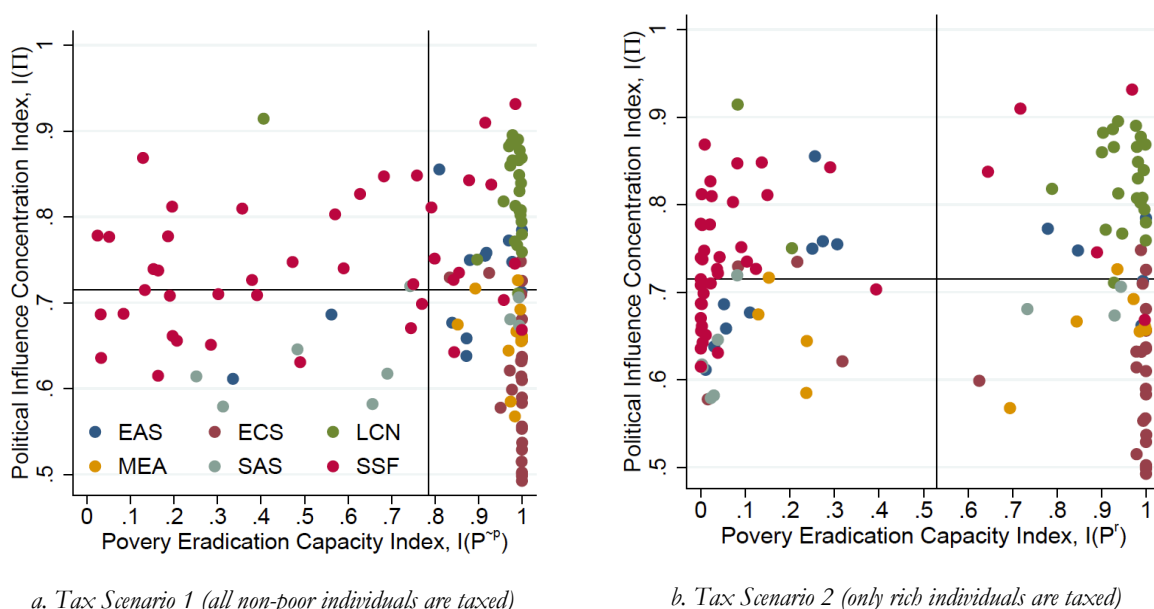 Political Influence Concentration Index, I(Π)
1
.9
.8
.7
.6
.5
EAS ECS LCN
MEA SAS SSF
0 .1 .2 .3 .4 .5 .6 .7 .8 .9 1
Povery Eradication Capacity Index, I(P~p)
a. Tax Scenario 1 (all non-poor individuals are taxed)
Political Influence Concentration Index, I(Π)
1
.9
.8
.7
.6
.5
0 .1 .2 .3 .4 .5 .6 .7 .8 .9 1
Povery Eradication Capacity Index, I(Pr)
b. Tax Scenario 2 (only rich individuals are taxed)